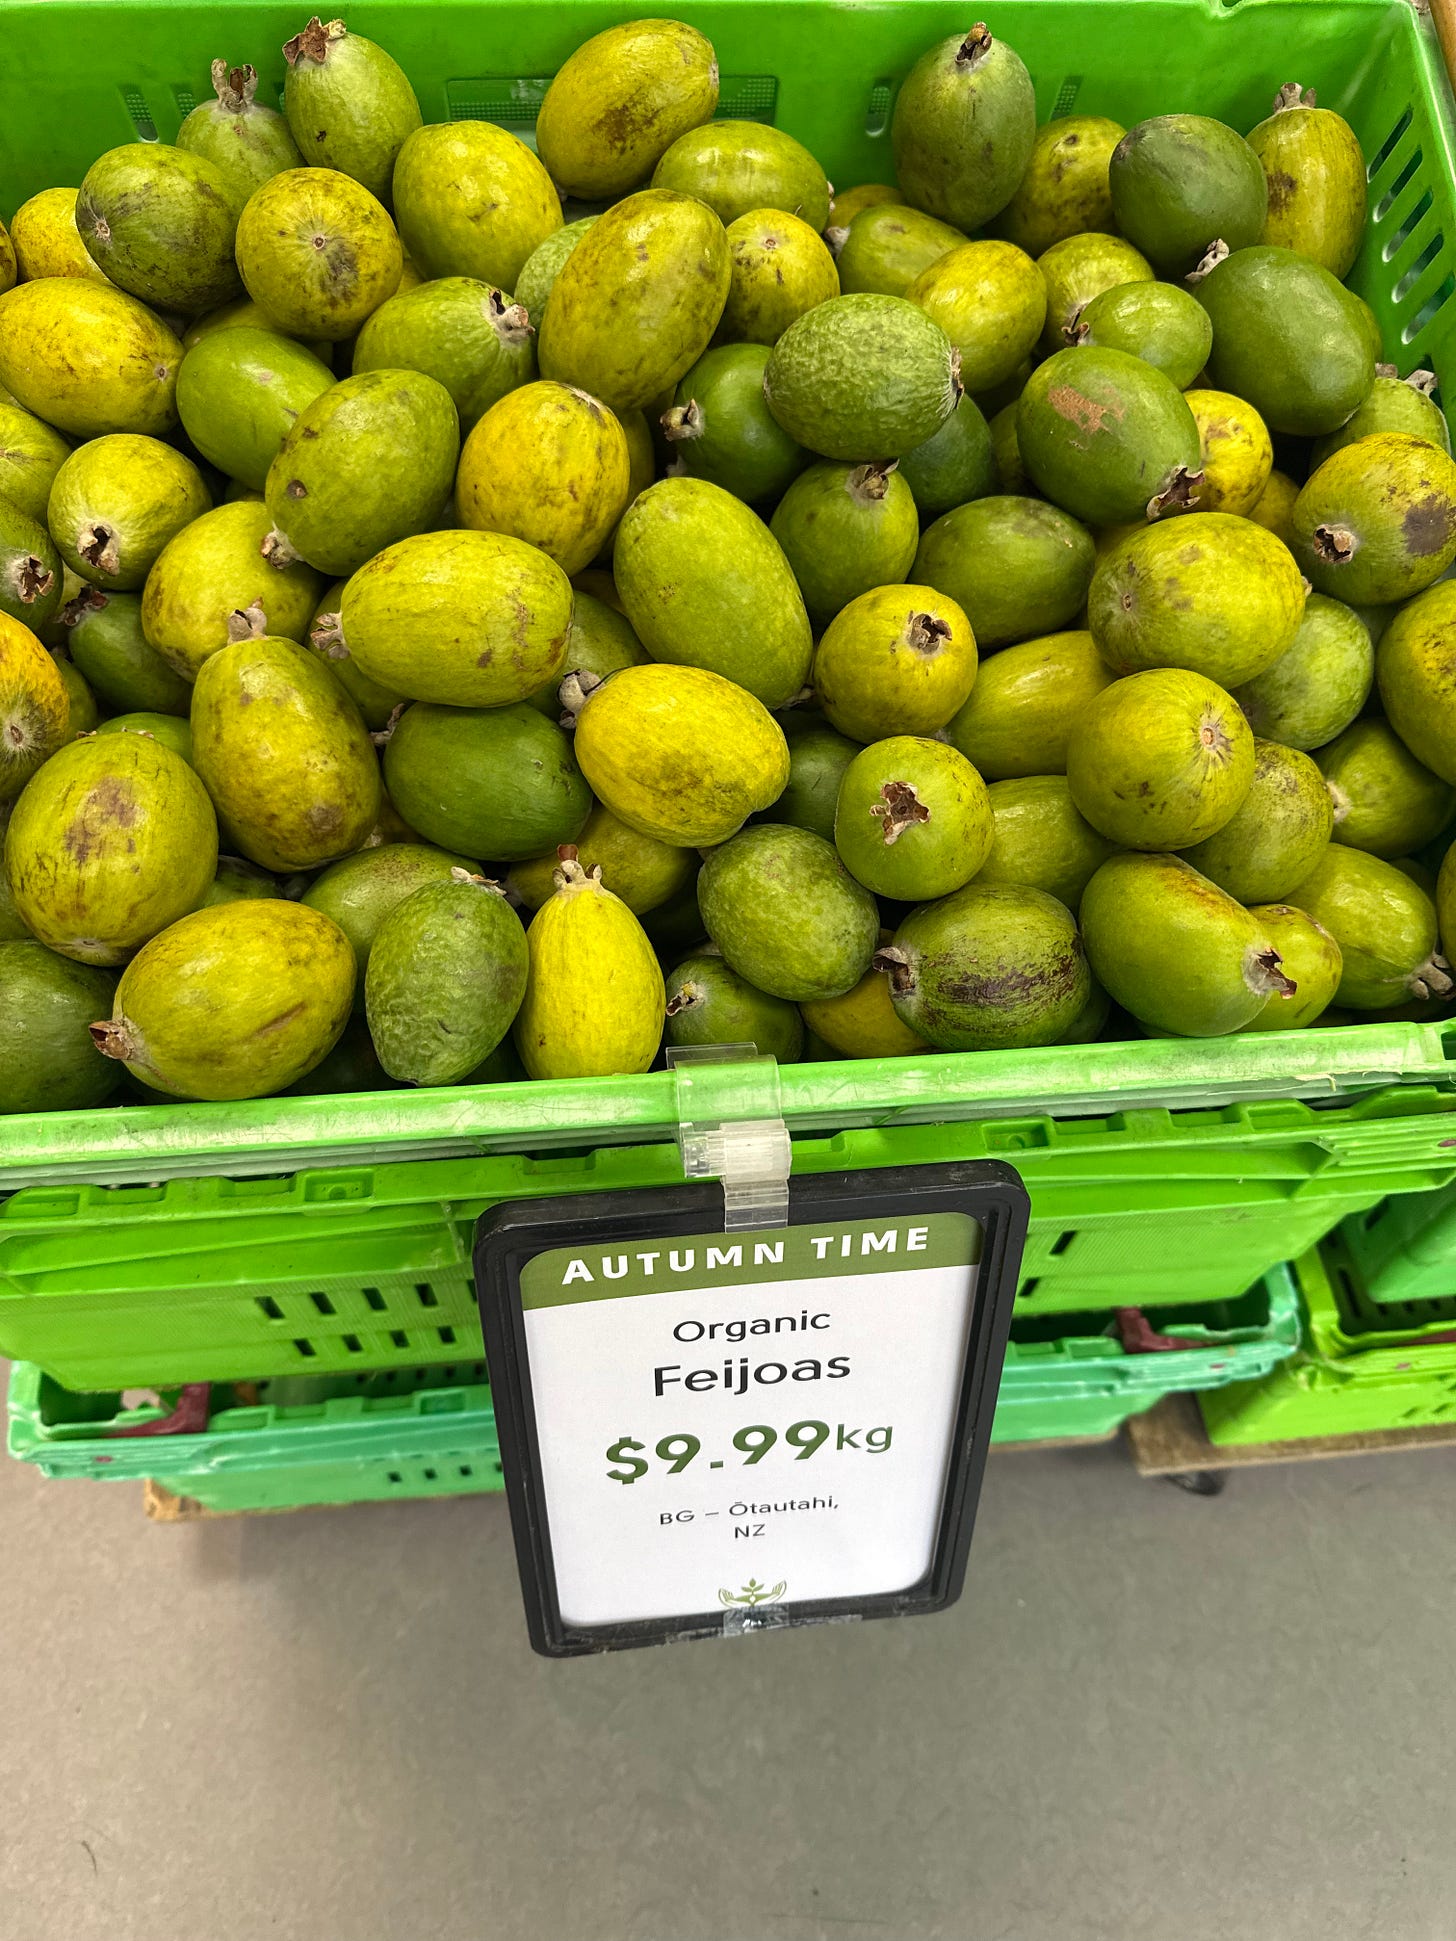 AUTUMN TIME
Organic
Feijoas
$9.99kg
BG – Ōtautahi,
NZ